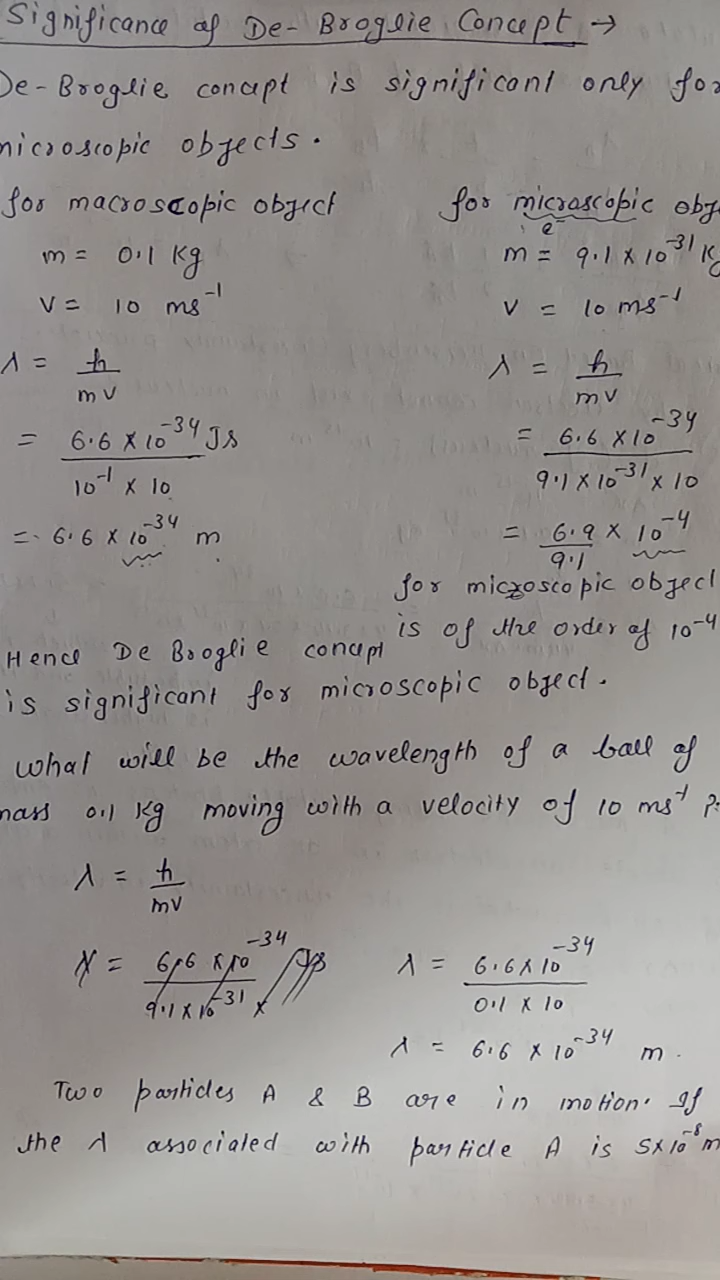 Significance of De-Broglie Concept →
De-Broglie concept is significant only for
microscopic objects.
for macroscopic object
m = 0.1 Kg
V = 10 ms⁻¹
λ = h/mv
= 6.6 × 10⁻³⁴ Js / 10⁻¹ × 10
= 6.6 × 10⁻³⁴ m
for microscopic obje
e⁻
m = 9.1 × 10⁻³¹ K
v = 10 ms⁻¹
λ = h/mv
= 6.6 × 10⁻³⁴ / 9.1 × 10⁻³¹ × 10
= 6.9/9.1 × 10⁻⁴
for microscopic object
is of the order of 10⁻⁴
Hence De Broglie concept
is significant for microscopic object.
What will be the wavelength of a ball of
mass 0.1 Kg moving with a velocity of 10 ms⁻¹ ?
λ = h/mv
λ = 6.6 × 10⁻³⁴ / 9.1 × 10⁻³¹ ×
λ = 6.6 × 10⁻³⁴ / 0.1 × 10
λ = 6.6 × 10⁻³⁴ m.
Two particles A & B are in motion. If
the λ associated with particle A is 5×10⁻⁸ m